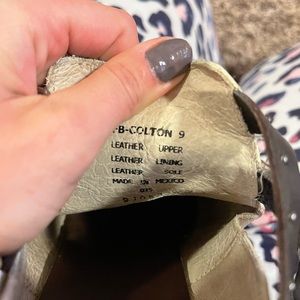 -B-COLTON 9
LEATHER UPPER
LEATHER LINING
LEATHER SOLE
MADE IN MEXICO